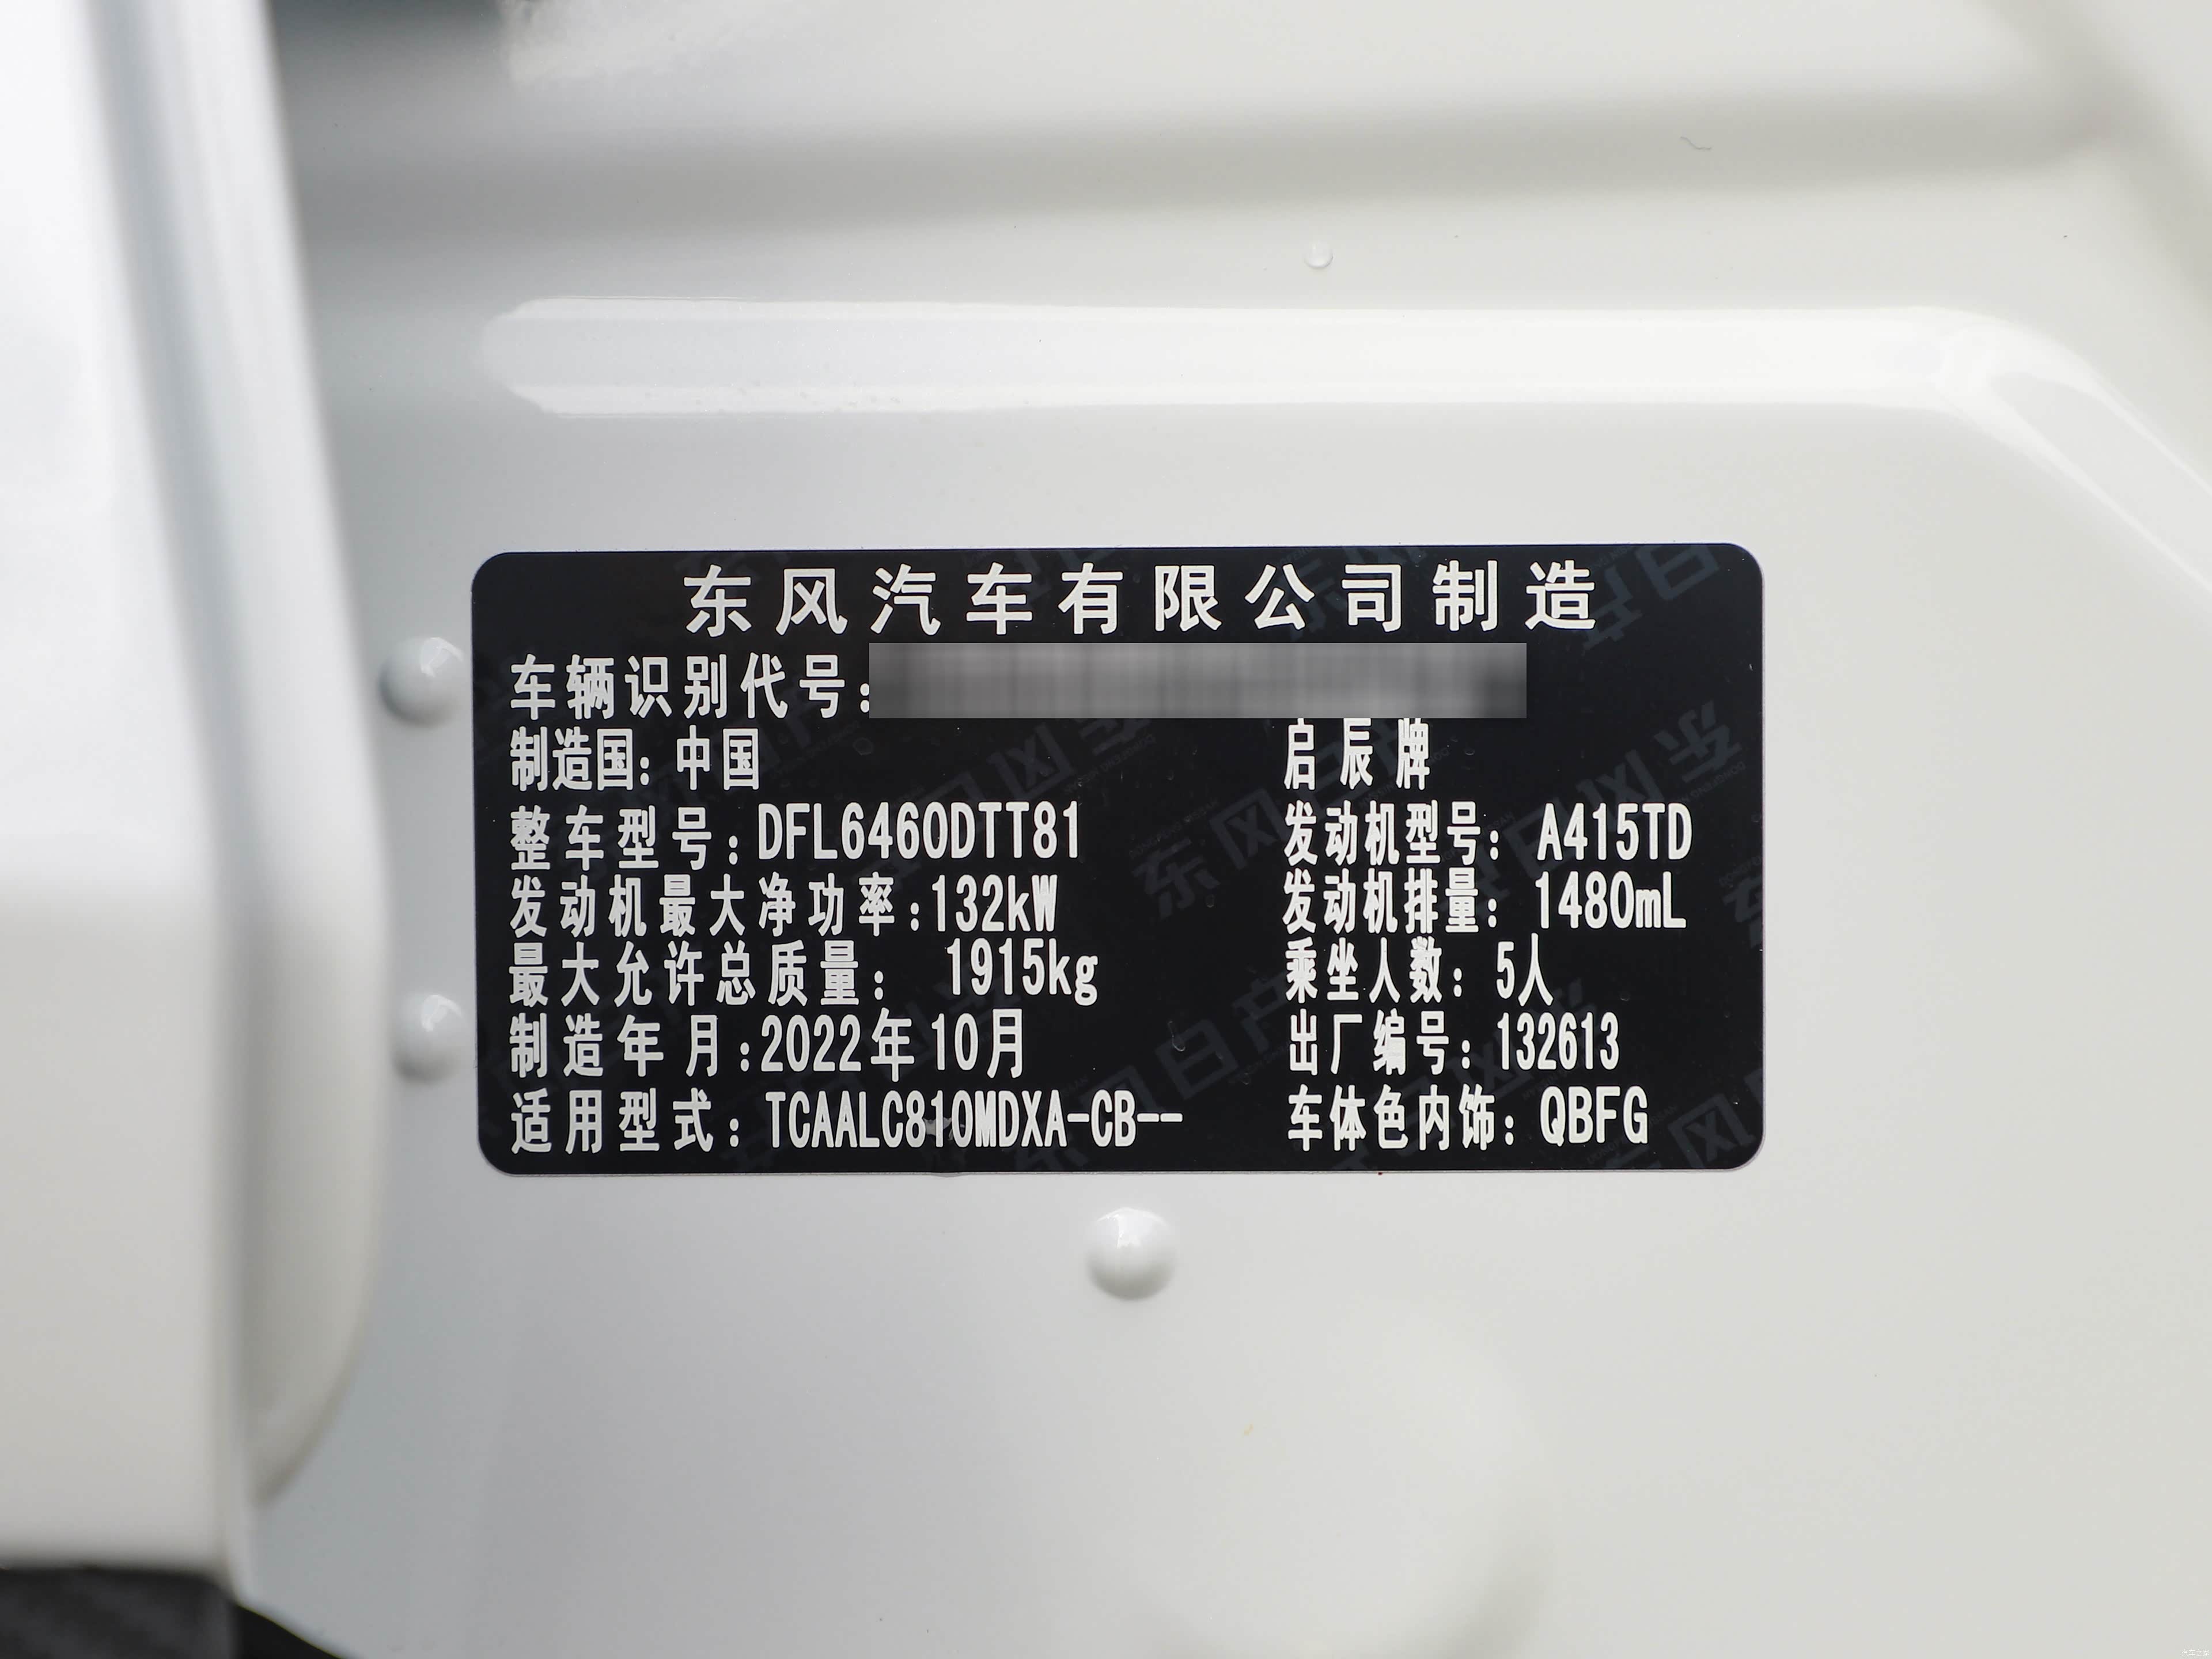 东风汽车有限公司制造
车辆识别代号:
制造国: 中国 启辰牌
整车型号:DFL6460DTT81 发动机型号: A415TD
发动机最大净功率:132kW 发动机排量: 1480mL
最大允许总质量: 1915kg 乘坐人数: 5人
制造年月:2022年10月 出厂编号: 132613
适用型式: TCAALC810MDXA-CB-- 车体色内饰: QBFG
汽车之家